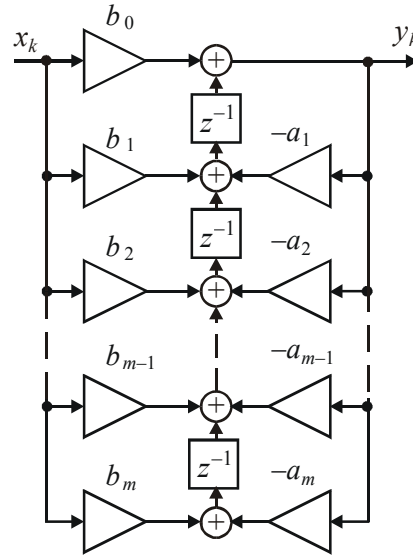 b₀
xₖ yₖ
+
z⁻¹
b₁ −a₁
+
z⁻¹
b₂ −a₂
+
bₘ₋₁ −aₘ₋₁
+
z⁻¹
bₘ −aₘ
+